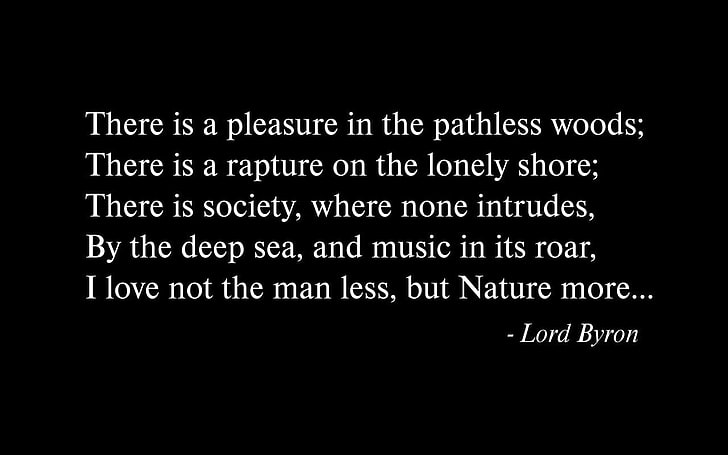 There is a pleasure in the pathless woods;
There is a rapture on the lonely shore;
There is society, where none intrudes,
By the deep sea, and music in its roar,
I love not the man less, but Nature more...
- Lord Byron